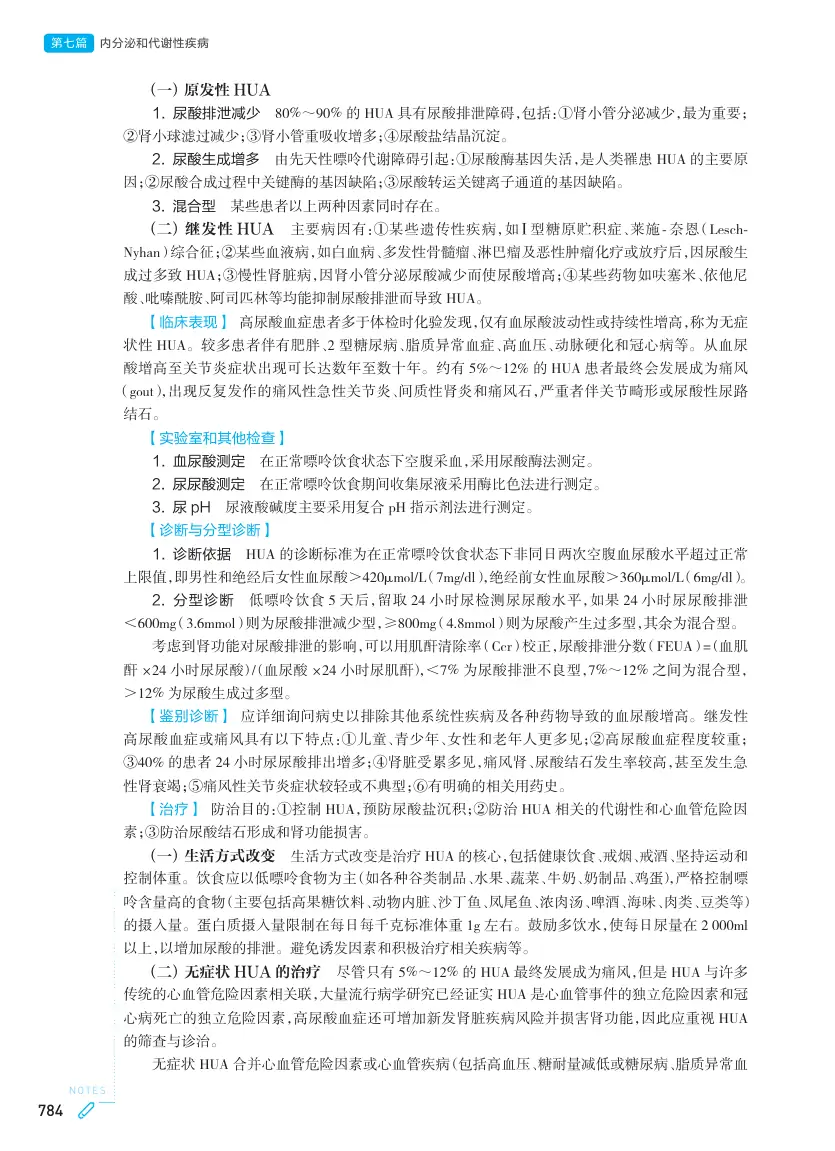 第七篇 内分泌和代谢性疾病
（一）原发性 HUA
1. 尿酸排泄减少 80%～90% 的 HUA 具有尿酸排泄障碍，包括：①肾小管分泌减少，最为重要；
②肾小球滤过减少；③肾小管重吸收增多；④尿酸盐结晶沉淀。
2. 尿酸生成增多 由先天性嘌呤代谢障碍引起：①尿酸酶基因失活，是人类罹患 HUA 的主要原
因；②尿酸合成过程中关键酶的基因缺陷；③尿酸转运关键离子通道的基因缺陷。
3. 混合型 某些患者以上两种因素同时存在。
（二）继发性 HUA 主要病因有：①某些遗传性疾病，如Ⅰ型糖原贮积症、莱施-奈恩（Lesch-
Nyhan）综合征；②某些血液病，如白血病、多发性骨髓瘤、淋巴瘤及恶性肿瘤化疗或放疗后，因尿酸生
成过多致 HUA；③慢性肾脏病，因肾小管分泌尿酸减少而使尿酸增高；④某些药物如呋塞米、依他尼
酸、吡嗪酰胺、阿司匹林等均能抑制尿酸排泄而导致 HUA。
【临床表现】 高尿酸血症患者多于体检时化验发现，仅有血尿酸波动性或持续性增高，称为无症
状性 HUA。较多患者伴有肥胖、2 型糖尿病、脂质异常血症、高血压、动脉硬化和冠心病等。从血尿
酸增高至关节炎症状出现可长达数年至数十年。约有 5%～12% 的 HUA 患者最终会发展成为痛风
（gout），出现反复发作的痛风性急性关节炎、间质性肾炎和痛风石，严重者伴关节畸形或尿酸性尿路
结石。
【实验室和其他检查】
1. 血尿酸测定 在正常嘌呤饮食状态下空腹采血，采用尿酸酶法测定。
2. 尿尿酸测定 在正常嘌呤饮食期间收集尿液采用酶比色法进行测定。
3. 尿 pH 尿液酸碱度主要采用复合 pH 指示剂法进行测定。
【诊断与分型诊断】
1. 诊断依据 HUA 的诊断标准为在正常嘌呤饮食状态下非同日两次空腹血尿酸水平超过正常
上限值，即男性和绝经后女性血尿酸＞420μmol/L（7mg/dl），绝经前女性血尿酸＞360μmol/L（6mg/dl）。
2. 分型诊断 低嘌呤饮食 5 天后，留取 24 小时尿检测尿尿酸水平，如果 24 小时尿尿酸排泄
＜600mg（3.6mmol）则为尿酸排泄减少型，≥800mg（4.8mmol）则为尿酸产生过多型，其余为混合型。
考虑到肾功能对尿酸排泄的影响，可以用肌酐清除率（Ccr）校正，尿酸排泄分数（FEUA）=（血肌
酐 ×24 小时尿尿酸）/（血尿酸 ×24 小时尿肌酐），＜7% 为尿酸排泄不良型，7%～12% 之间为混合型，
＞12% 为尿酸生成过多型。
【鉴别诊断】 应详细询问病史以排除其他系统性疾病及各种药物导致的血尿酸增高。继发性
高尿酸血症或痛风具有以下特点：①儿童、青少年、女性和老年人更多见；②高尿酸血症程度较重；
③40% 的患者 24 小时尿尿酸排出增多；④肾脏受累多见，痛风肾、尿酸结石发生率较高，甚至发生急
性肾衰竭；⑤痛风性关节炎症状较轻或不典型；⑥有明确的相关用药史。
【治疗】 防治目的：①控制 HUA，预防尿酸盐沉积；②防治 HUA 相关的代谢性和心血管危险因
素；③防治尿酸结石形成和肾功能损害。
（一）生活方式改变 生活方式改变是治疗 HUA 的核心，包括健康饮食、戒烟、戒酒、坚持运动和
控制体重。饮食应以低嘌呤食物为主（如各种谷类制品、水果、蔬菜、牛奶、奶制品、鸡蛋），严格控制嘌
呤含量高的食物（主要包括高果糖饮料、动物内脏、沙丁鱼、凤尾鱼、浓肉汤、啤酒、海味、肉类、豆类等）
的摄入量。蛋白质摄入量限制在每日每千克标准体重 1g 左右。鼓励多饮水，使每日尿量在 2 000ml
以上，以增加尿酸的排泄。避免诱发因素和积极治疗相关疾病等。
（二）无症状 HUA 的治疗 尽管只有 5%～12% 的 HUA 最终发展成为痛风，但是 HUA 与许多
传统的心血管危险因素相关联，大量流行病学研究已经证实 HUA 是心血管事件的独立危险因素和冠
心病死亡的独立危险因素，高尿酸血症还可增加新发肾脏疾病风险并损害肾功能，因此应重视 HUA
的筛查与诊治。
无症状 HUA 合并心血管危险因素或心血管疾病（包括高血压、糖耐量减低或糖尿病、脂质异常血
NOTES
784